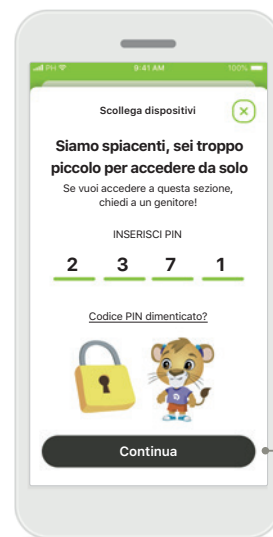 PH 9:41 AM 100%
Scollega dispositivi
Siamo spiacenti, sei troppo
piccolo per accedere da solo
Se vuoi accedere a questa sezione,
chiedi a un genitore!
INSERISCI PIN
2 3 7 1
Codice PIN dimenticato?
Continua